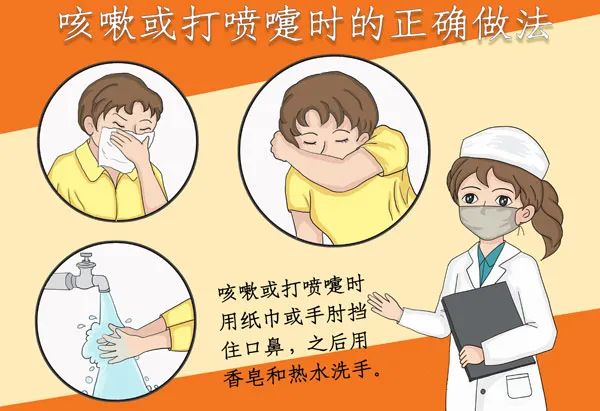 咳嗽或打喷嚏时的正确做法
咳嗽或打喷嚏时
用纸巾或手肘挡
住口鼻，之后用
香皂和热水洗手。